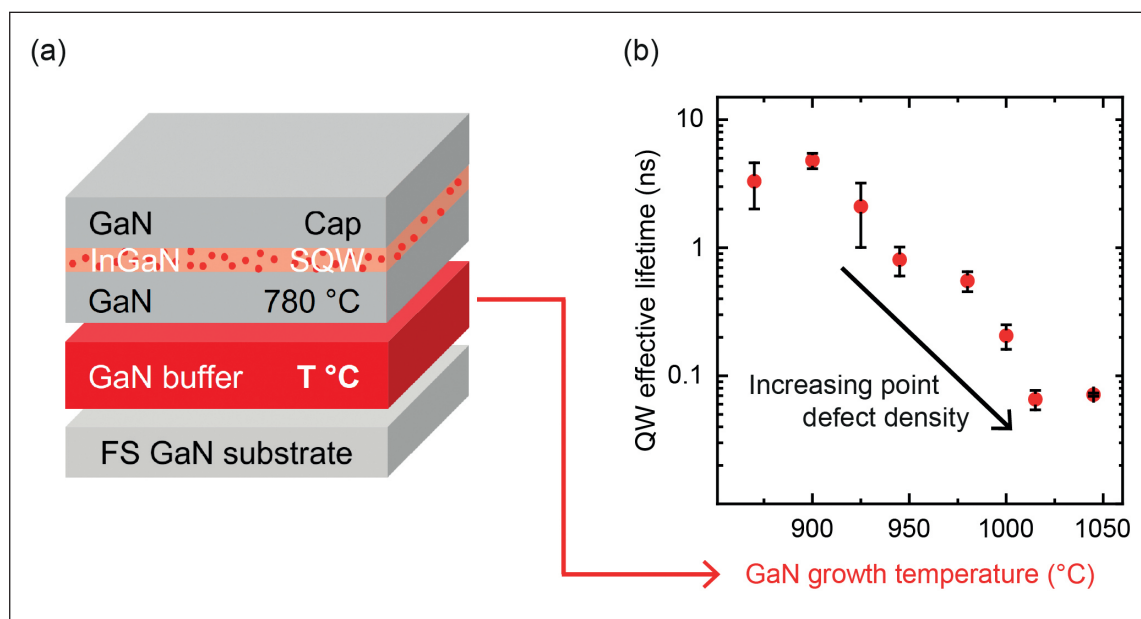 (a)
GaN Cap
InGaN SQW
GaN 780 °C
GaN buffer T °C
FS GaN substrate
(b)
QW effective lifetime (ns)
10
1
0.1
Increasing point
defect density
900 950 1000 1050
GaN growth temperature (°C)